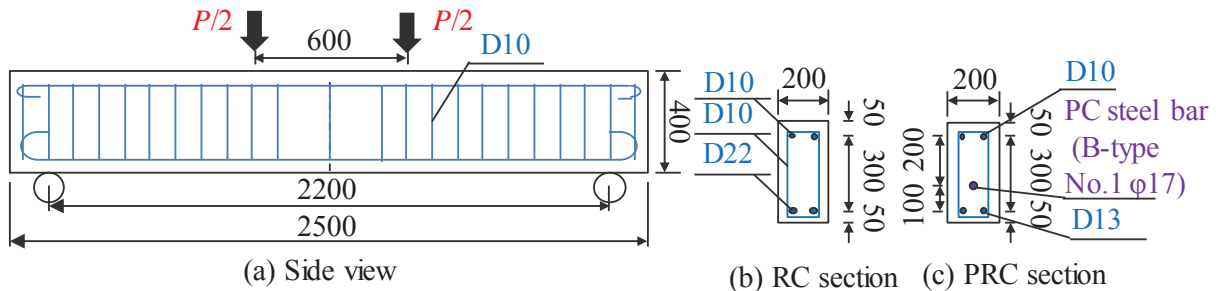 P/2
P/2
600
D10
400
2200
2500
(a) Side view
D10
D10
D22
200
50
300
50
(b) RC section
200
200
100
50
300
50
D10
PC steel bar
(B-type
No.1 φ17)
D13
(c) PRC section